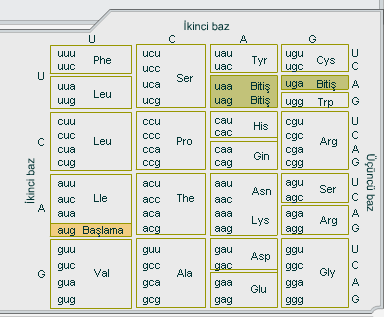 İkinci baz
U C A G
uuu ucu uau ugu U
uuc Phe ucc uac Tyr ugc Cys C
uua uca Ser uaa Bitiş uga Bitiş A
U uug Leu ucg uag Bitiş ugg Trp G
cuu ccu cau cgu U
cuc ccc cac His cgc C
C cua Leu cca Pro caa cga Arg A
cug ccg cag Gin cgg G
auu acu aau agu U
auc acc aac Asn agc Ser C
A aua Lle aca The aaa aga A
aug Başlama acg aag Lys agg Arg G
guu gcu gau ggu U
guc gcc gac Asp ggc C
G gua Val gca Ala gaa gga Gly A
gug gcg gag Glu ggg G
İkinci baz
Üçüncü baz